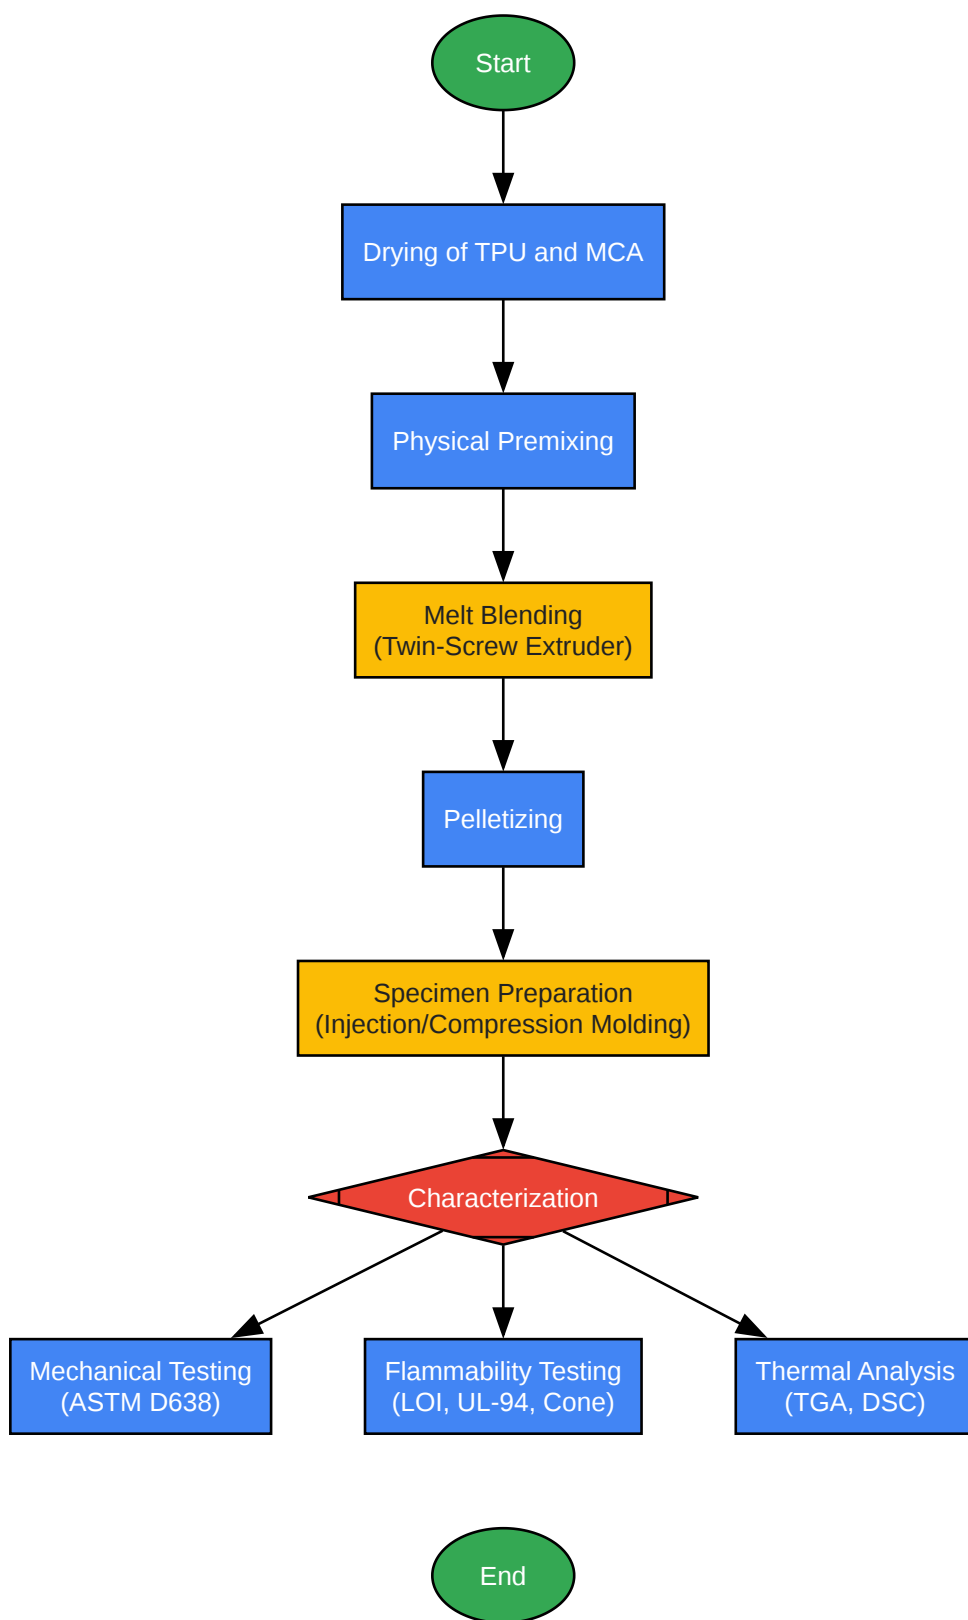 Start
Drying of TPU and MCA
Physical Premixing
Melt Blending
(Twin-Screw Extruder)
Pelletizing
Specimen Preparation
(Injection/Compression Molding)
Characterization
Mechanical Testing
(ASTM D638)
Flammability Testing
(LOI, UL-94, Cone)
Thermal Analysis
(TGA, DSC)
End